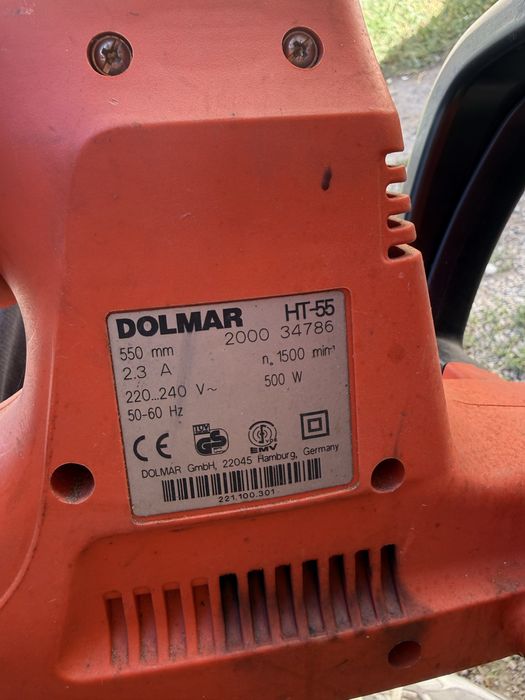 DOLMAR HT-55
2000 34786
550 mm
n. 1500 min⁻¹
2.3 A
500 W
220...240 V~
50-60 Hz
CE GS EMV
DOLMAR GmbH, 22045 Hamburg, Germany
221.100.301